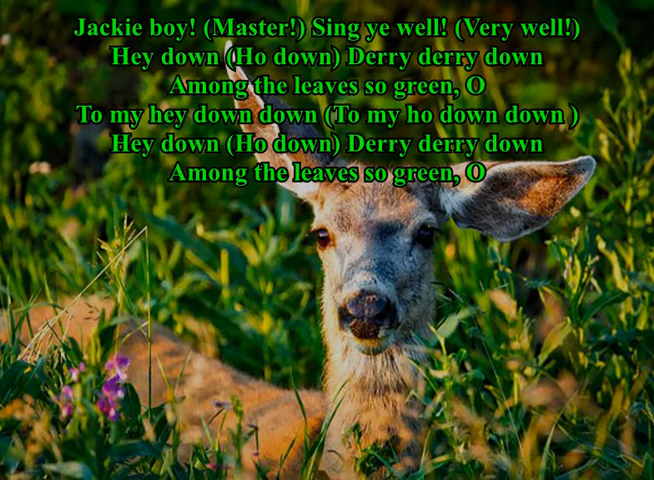 Jackie boy! (Master!) Sing ye well! (Very well!)
Hey down (Ho down) Derry derry down
Among the leaves so green, O
To my hey down down (To my ho down down )
Hey down (Ho down) Derry derry down
Among the leaves so green, O